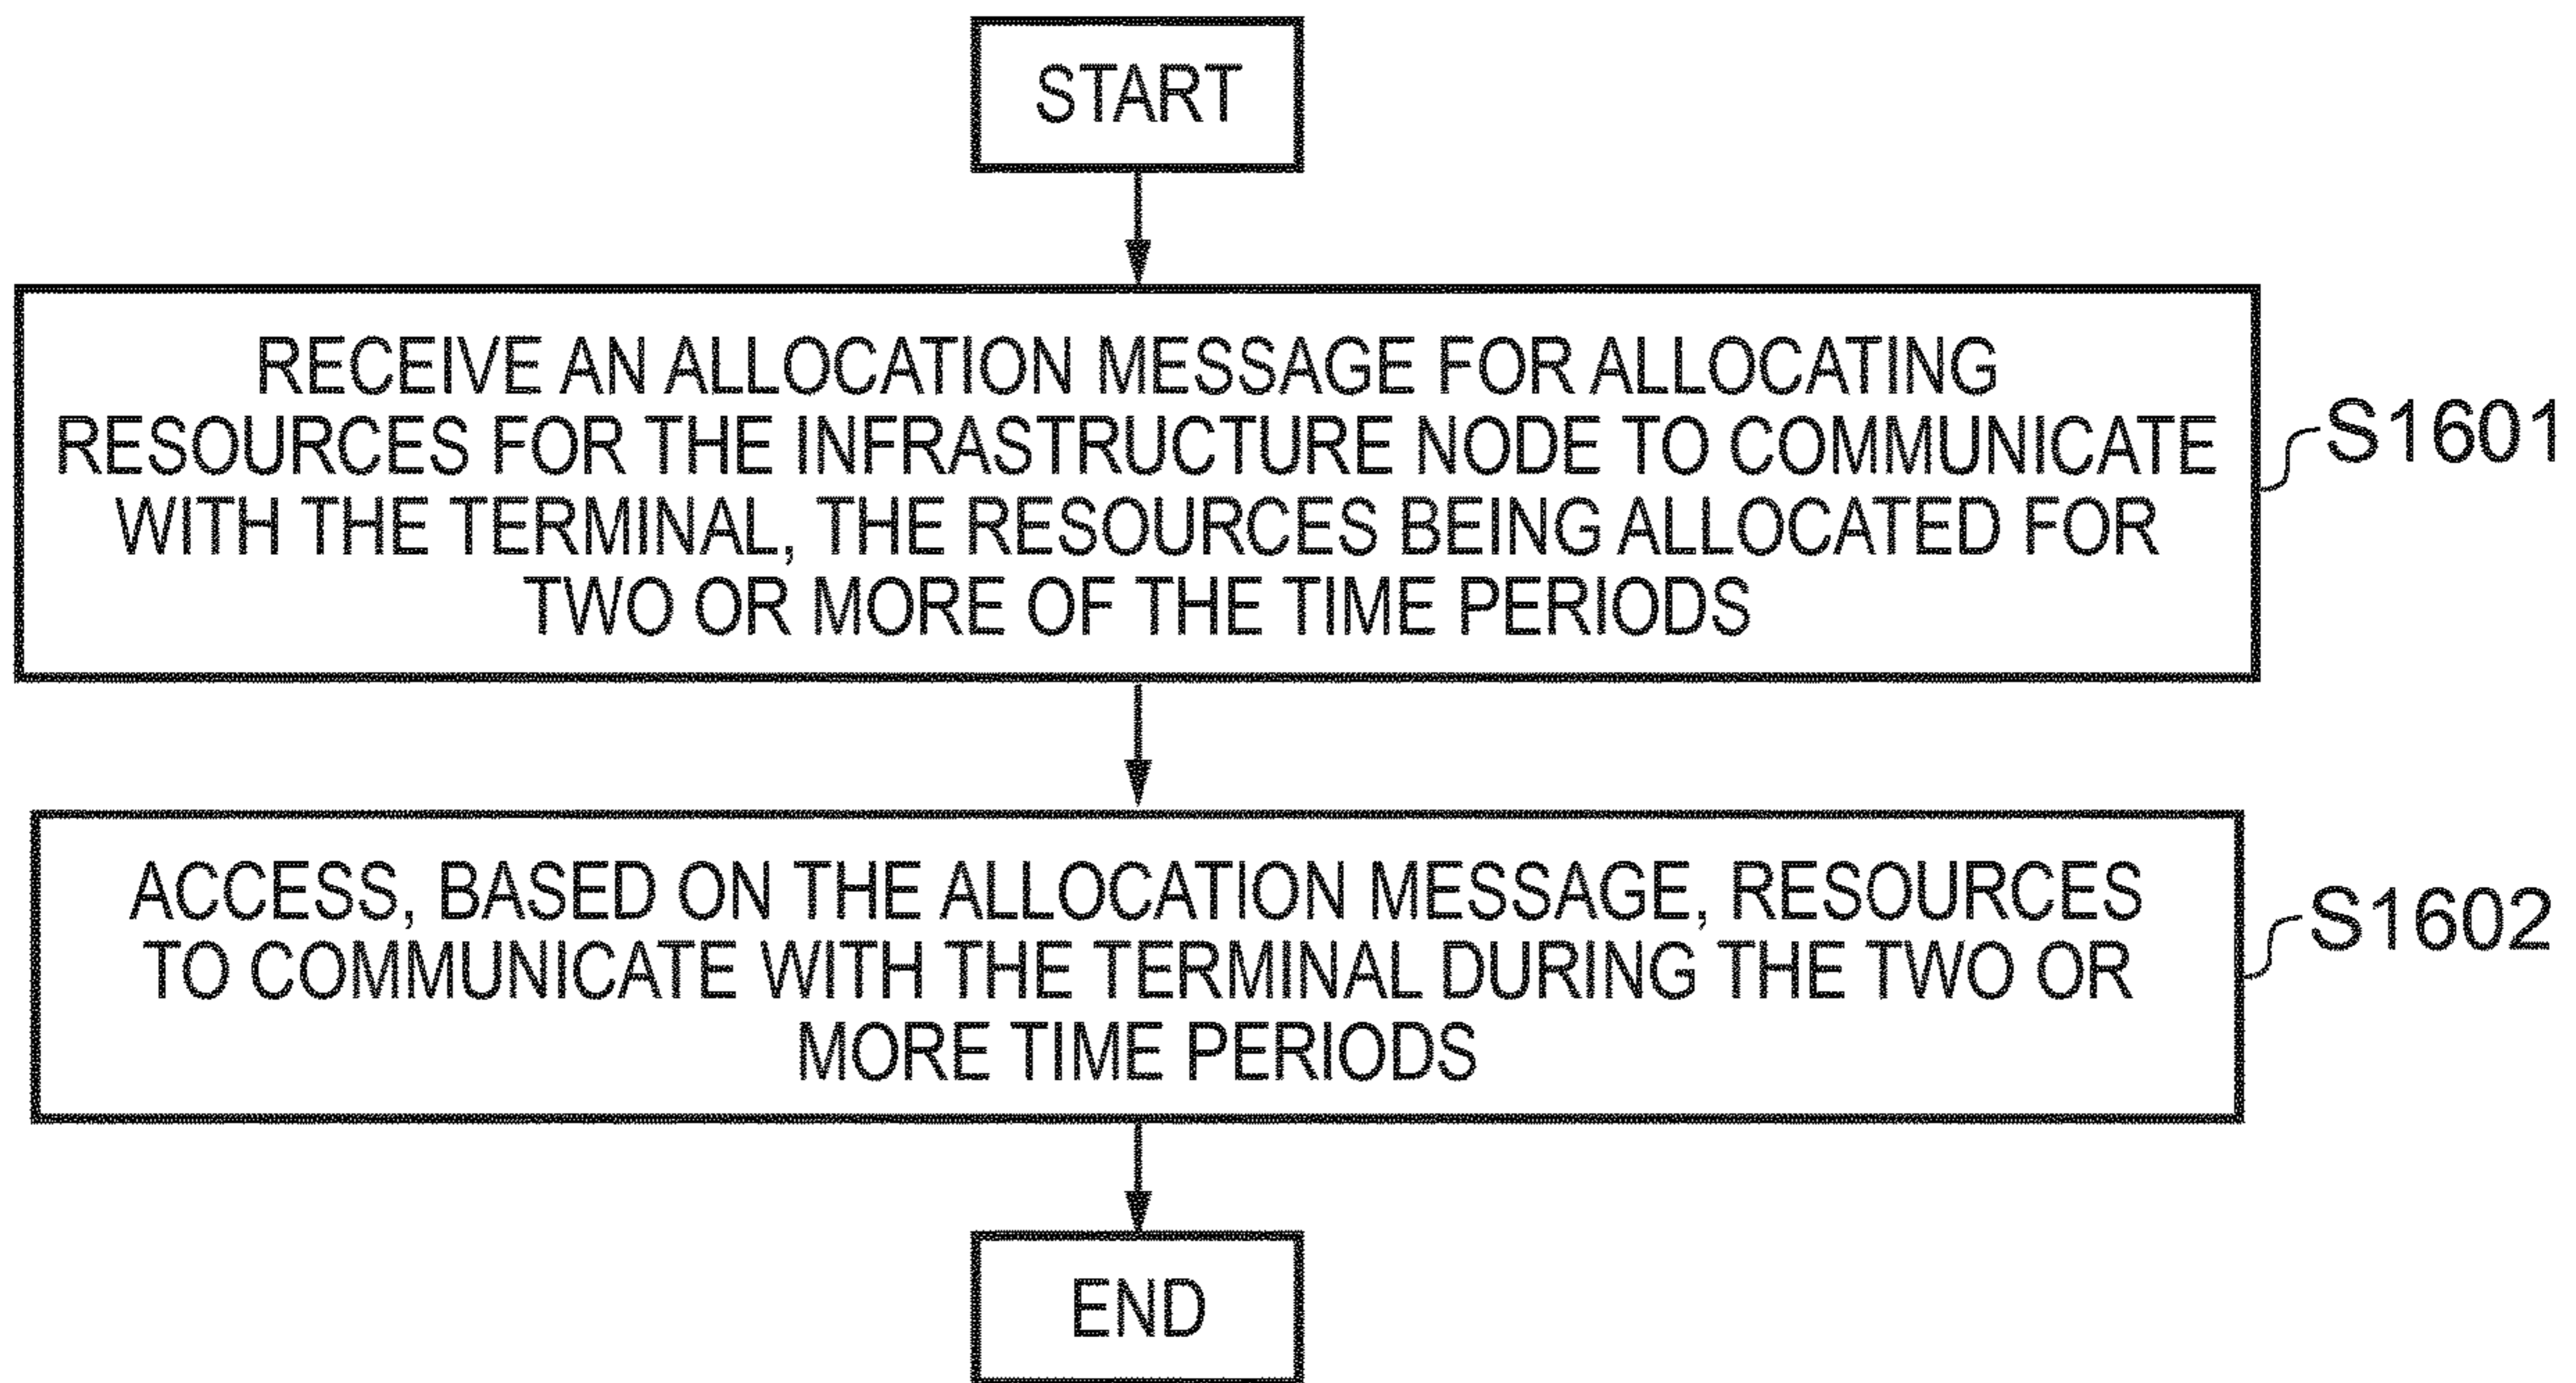 START
RECEIVE AN ALLOCATION MESSAGE FOR ALLOCATING
RESOURCES FOR THE INFRASTRUCTURE NODE TO COMMUNICATE
WITH THE TERMINAL, THE RESOURCES BEING ALLOCATED FOR
TWO OR MORE OF THE TIME PERIODS
S1601
ACCESS, BASED ON THE ALLOCATION MESSAGE, RESOURCES
TO COMMUNICATE WITH THE TERMINAL DURING THE TWO OR
MORE TIME PERIODS
S1602
END